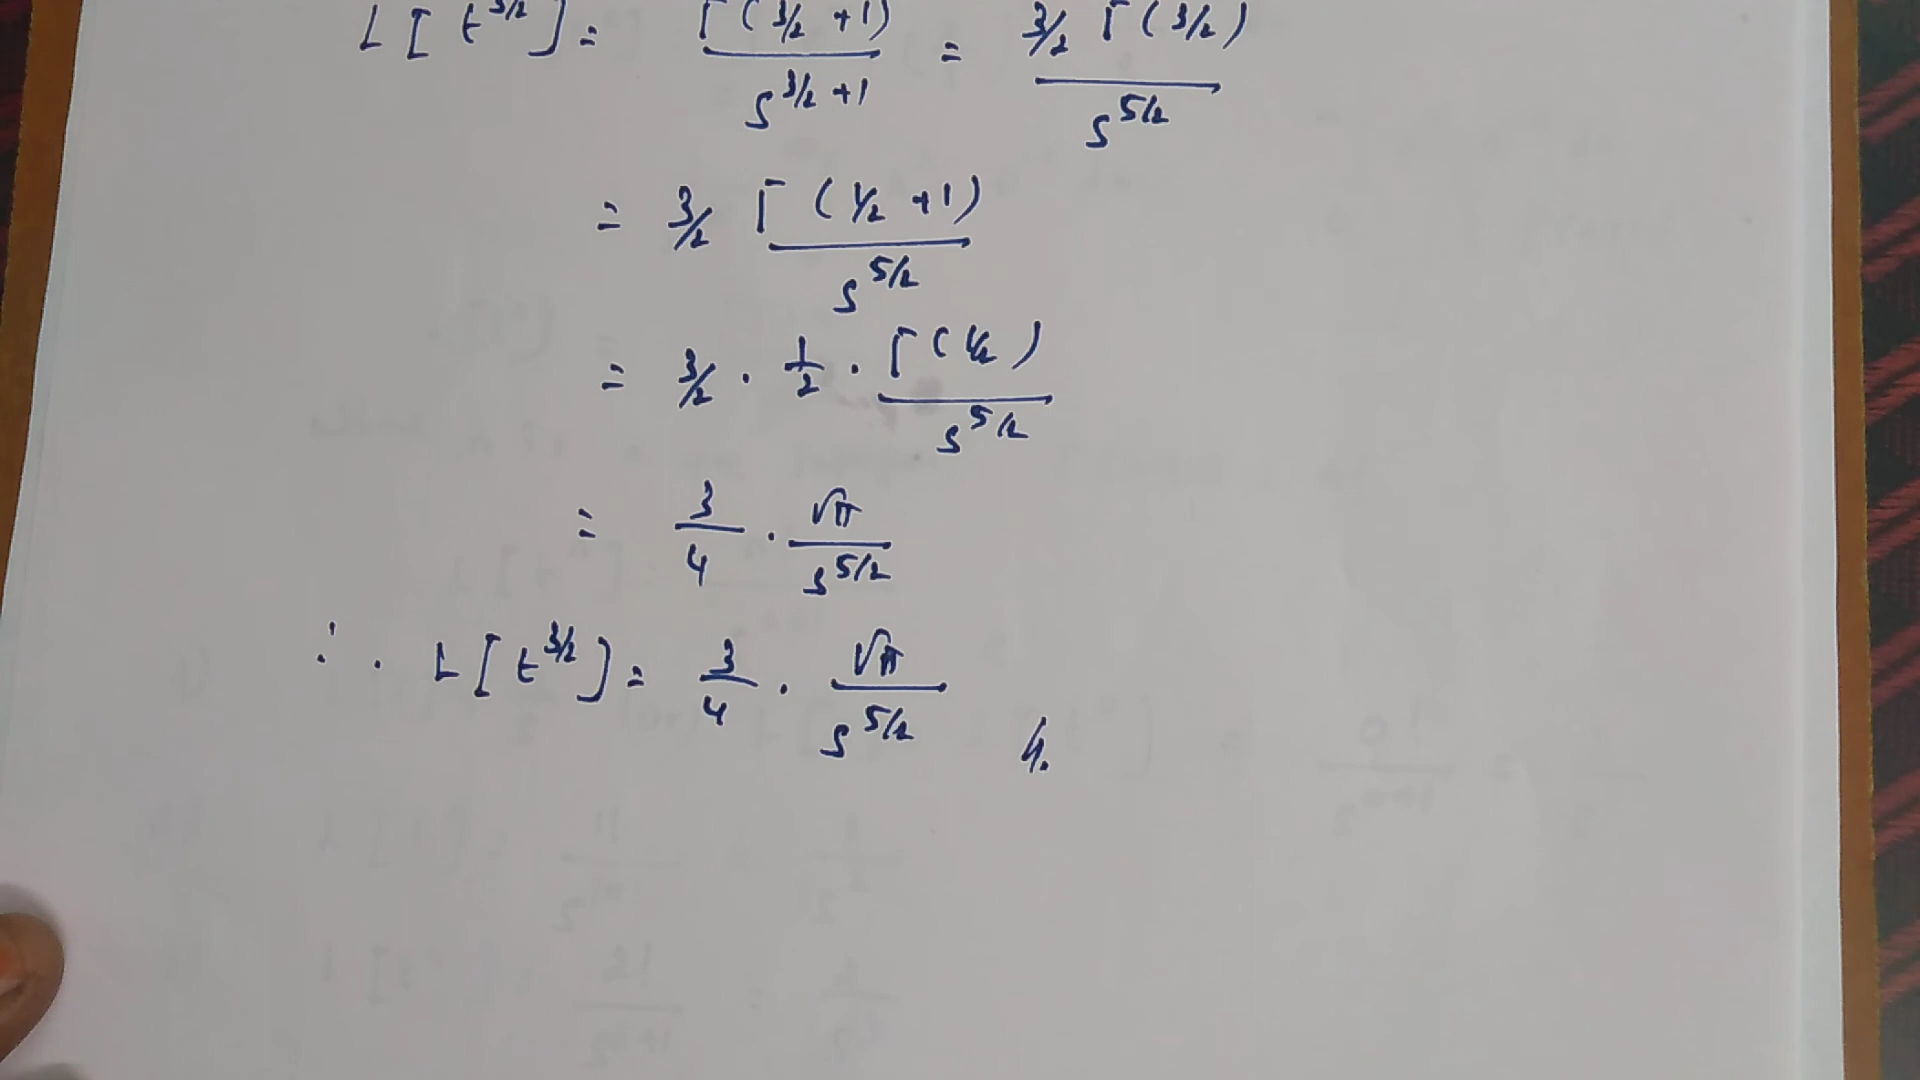 L[t^3/2] = Γ(3/2 +1) / s^3/2 +1 = 3/2 Γ(3/2) / s^5/2
= 3/2 Γ(1/2 +1) / s^5/2
= 3/2 · 1/2 · Γ(1/2) / s^5/2
= 3/4 · √π / s^5/2
∴ L[t^3/2] = 3/4 · √π / s^5/2 //.